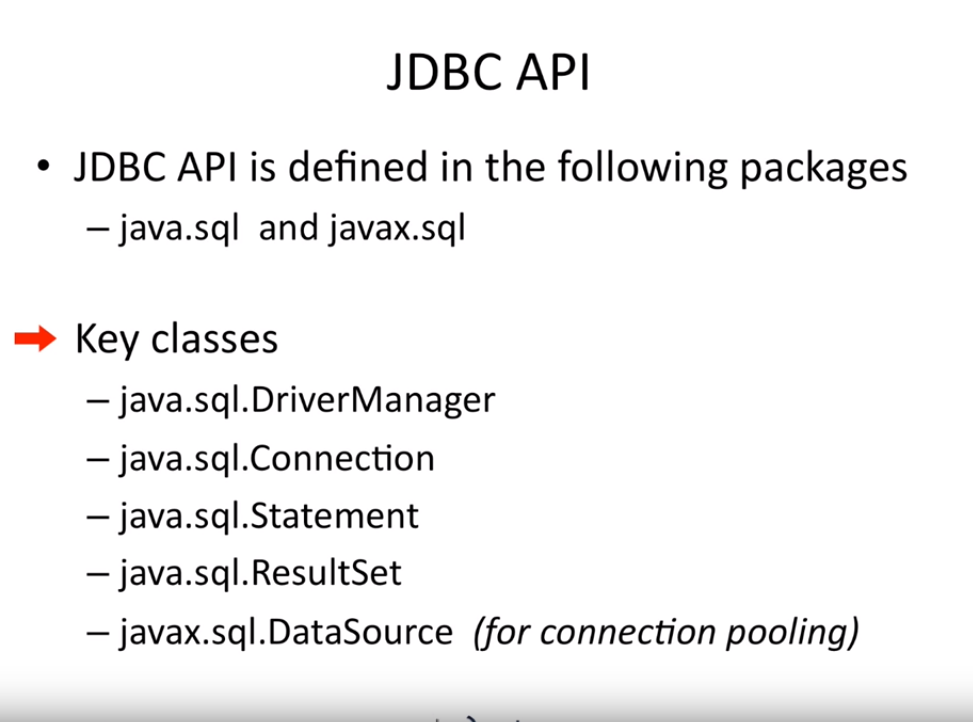 JDBC API
• JDBC API is defined in the following packages
– java.sql and javax.sql
Key classes
– java.sql.DriverManager
– java.sql.Connection
– java.sql.Statement
– java.sql.ResultSet
– javax.sql.DataSource (for connection pooling)